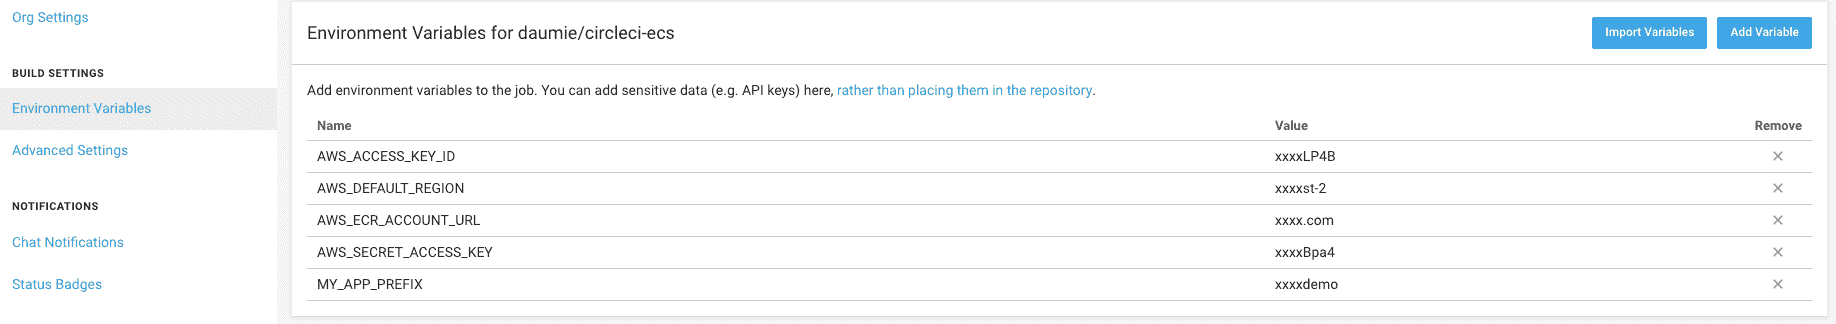 Org Settings
BUILD SETTINGS
Environment Variables
Advanced Settings
NOTIFICATIONS
Chat Notifications
Status Badges
Environment Variables for daumie/circleci-ecs
Import Variables
Add Variable
Add environment variables to the job. You can add sensitive data (e.g. API keys) here, rather than placing them in the repository.
Name Value Remove
AWS_ACCESS_KEY_ID xxxxLP4B ×
AWS_DEFAULT_REGION xxxxst-2 ×
AWS_ECR_ACCOUNT_URL xxxx.com ×
AWS_SECRET_ACCESS_KEY xxxxBpa4 ×
MY_APP_PREFIX xxxxdemo ×